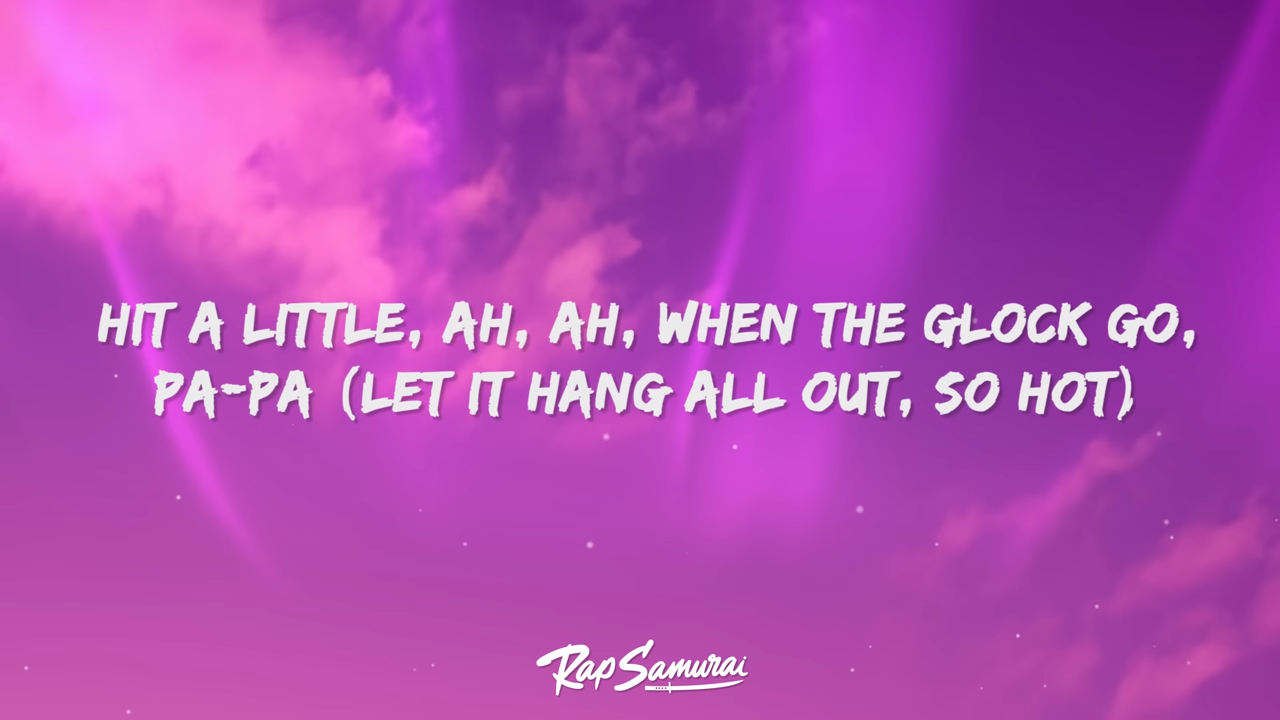 HIT A LITTLE, AH, AH, WHEN THE GLOCK GO,
PA-PA (LET IT HANG ALL OUT, SO HOT)
RapSamurai